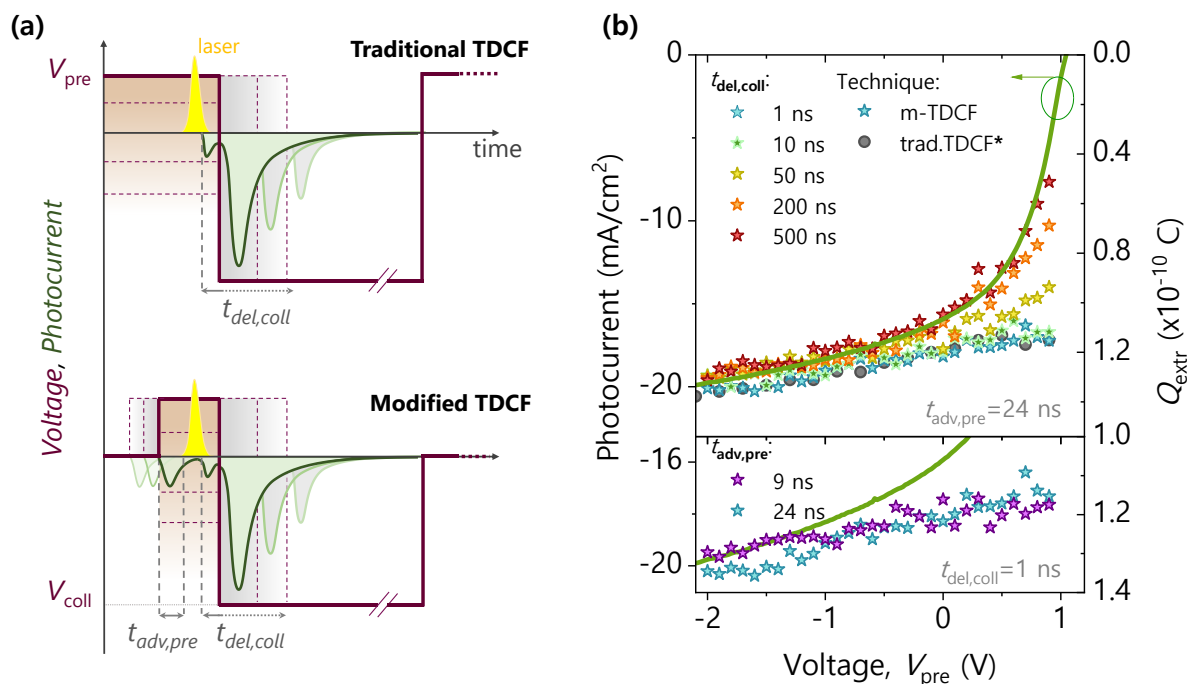 (a)
laser
Traditional TDCF
V_pre
time
t_del,coll
Voltage, Photocurrent
Modified TDCF
V_coll
t_adv,pre
t_del,coll
(b)
0
-10
-20
Photocurrent (mA/cm²)
t_del,coll:
1 ns
10 ns
50 ns
200 ns
500 ns
Technique:
m-TDCF
trad.TDCF*
t_adv,pre=24 ns
0.0
0.4
0.8
1.2
Q_extr (x10⁻¹⁰ C)
-16
-20
t_adv,pre:
9 ns
24 ns
t_del,coll=1 ns
1.0
1.2
1.4
-2
-1
0
1
Voltage, V_pre (V)